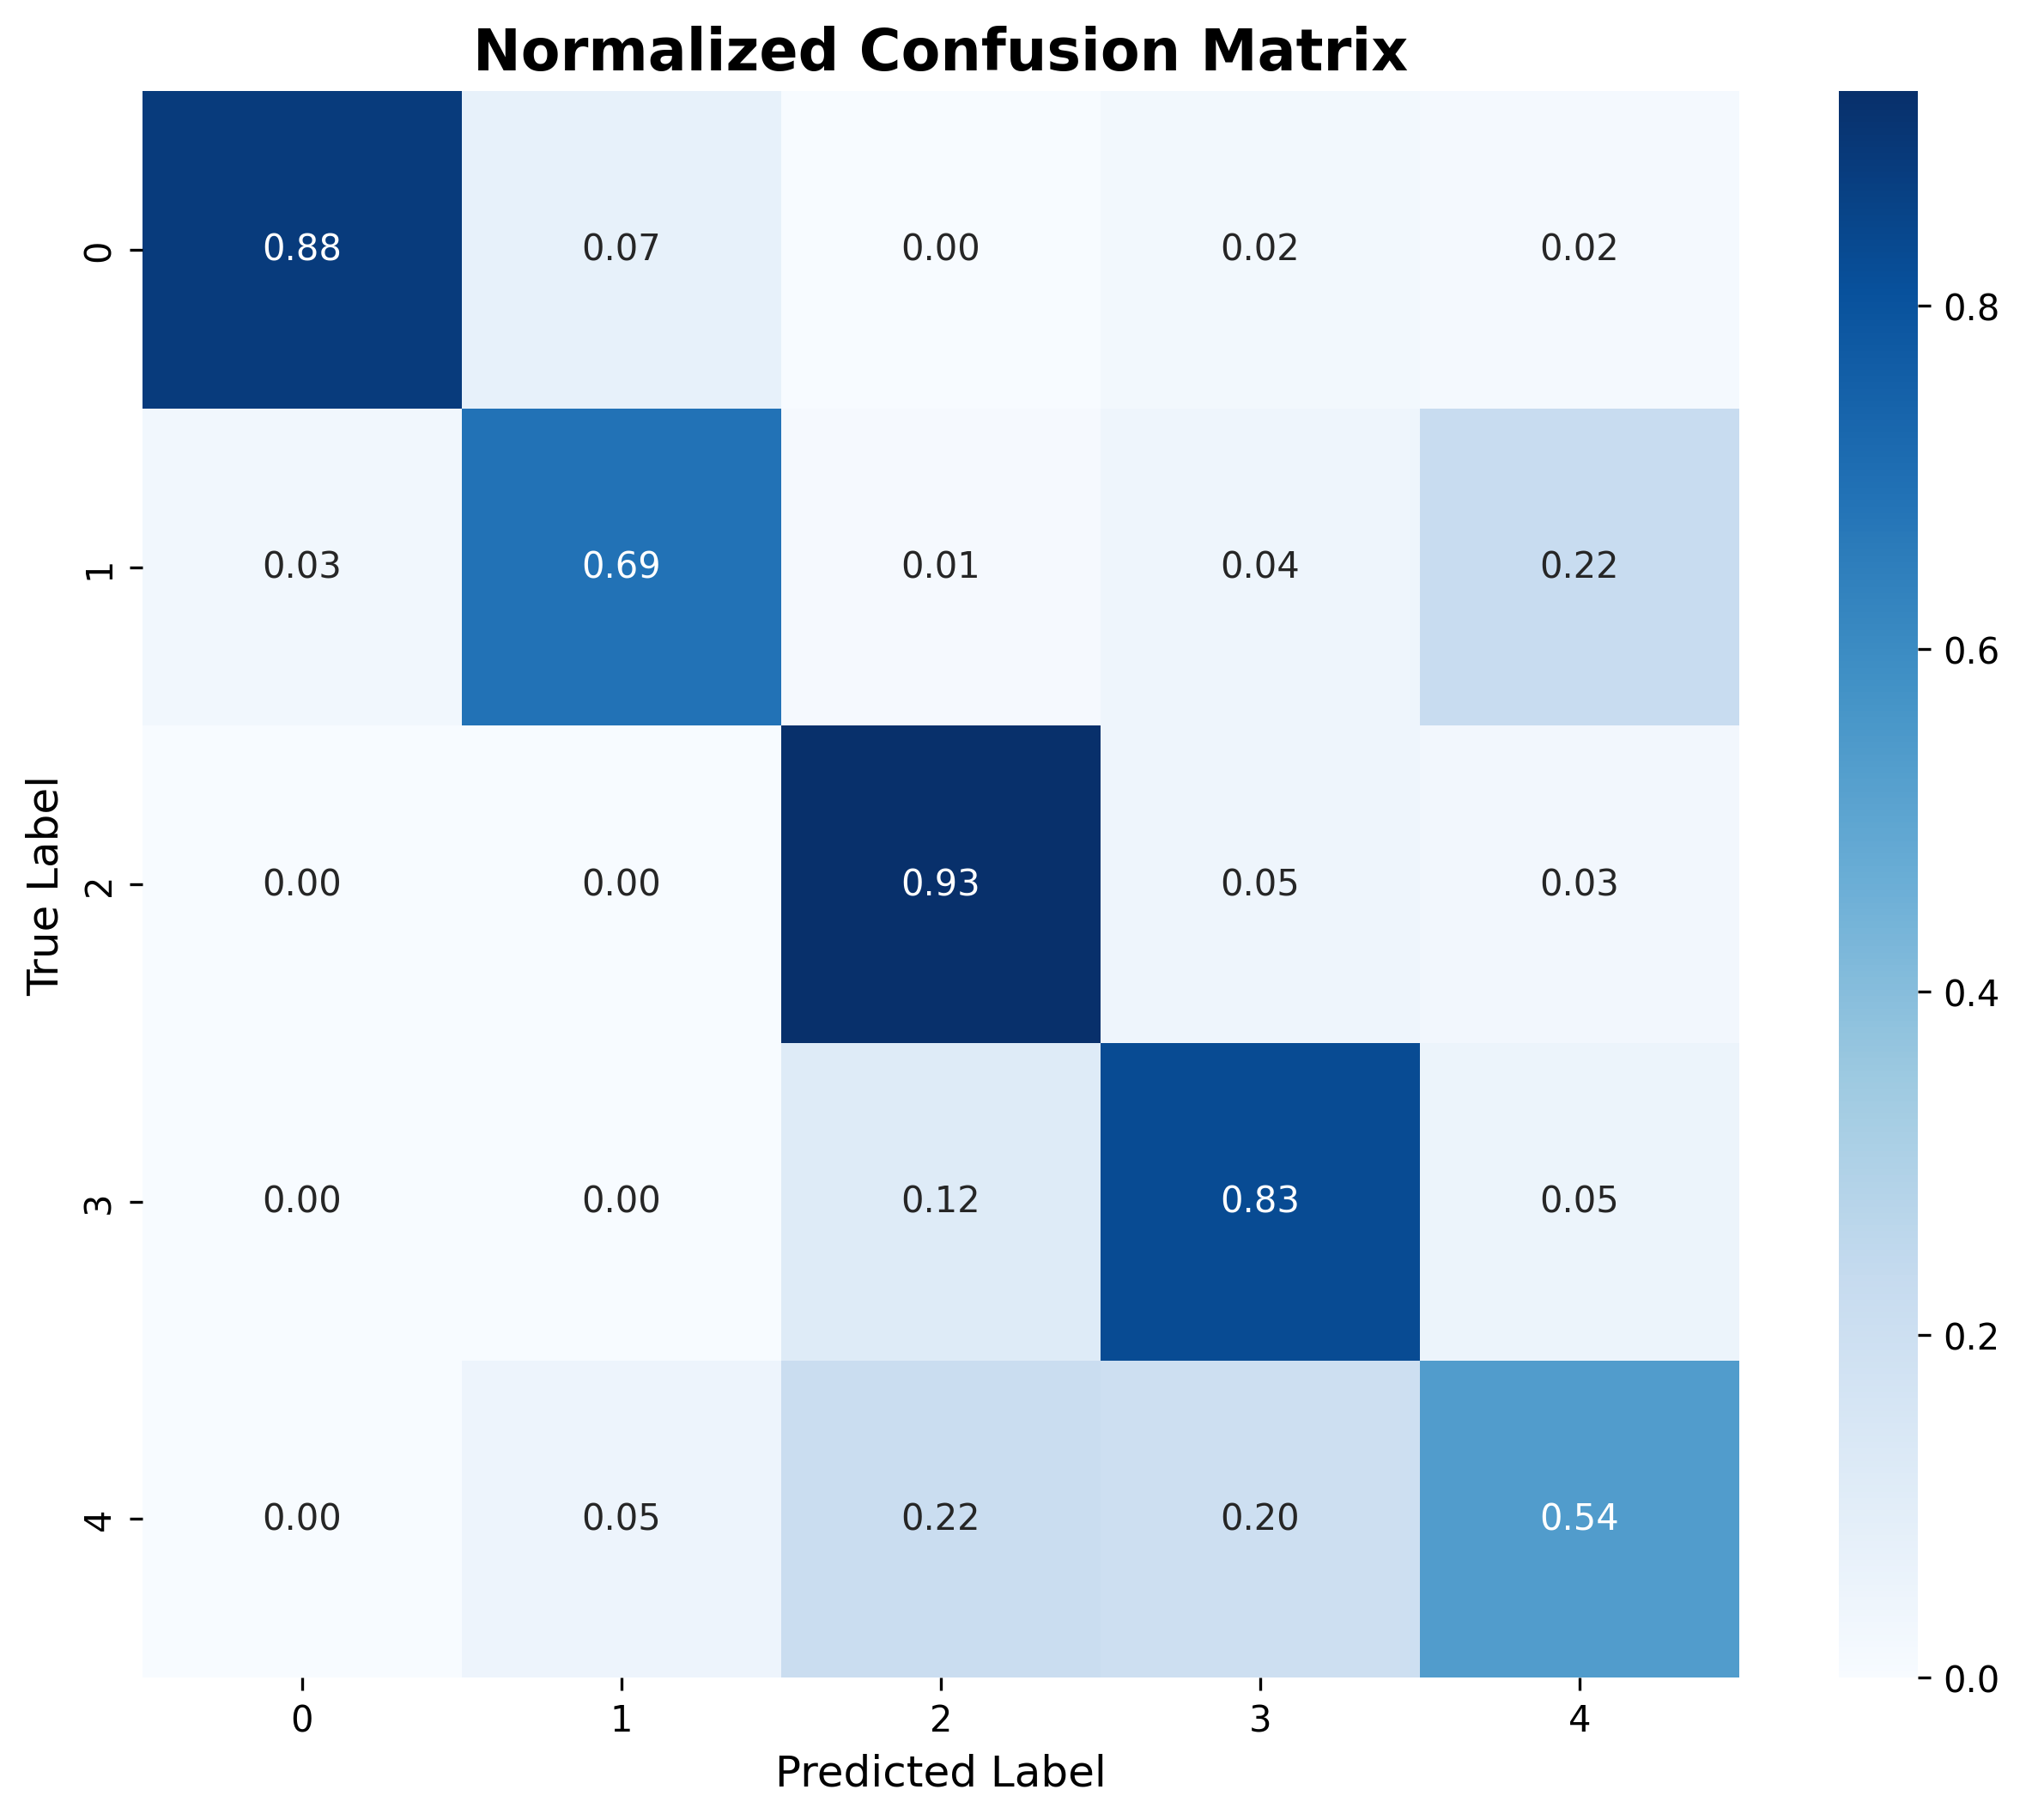 Normalized Confusion Matrix
True Label
0 0.88 0.07 0.00 0.02 0.02
1 0.03 0.69 0.01 0.04 0.22
2 0.00 0.00 0.93 0.05 0.03
3 0.00 0.00 0.12 0.83 0.05
4 0.00 0.05 0.22 0.20 0.54
0 1 2 3 4
Predicted Label
0.8
0.6
0.4
0.2
0.0